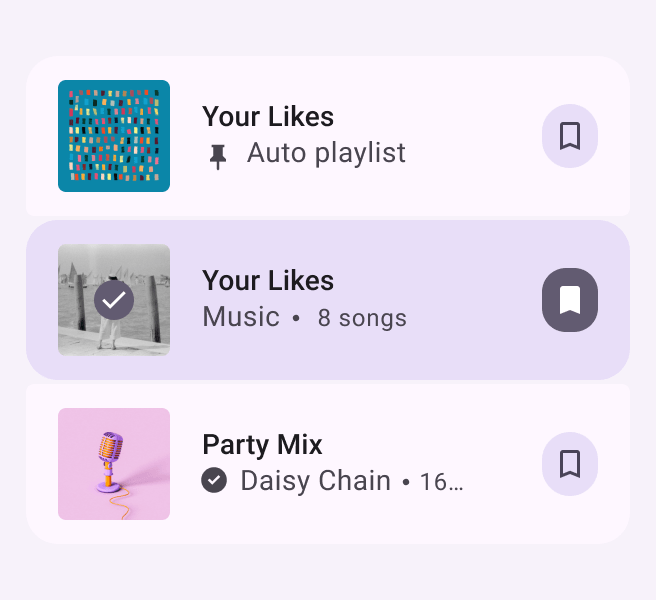 Your Likes
Auto playlist
Your Likes
Music • 8 songs
Party Mix
Daisy Chain • 16…